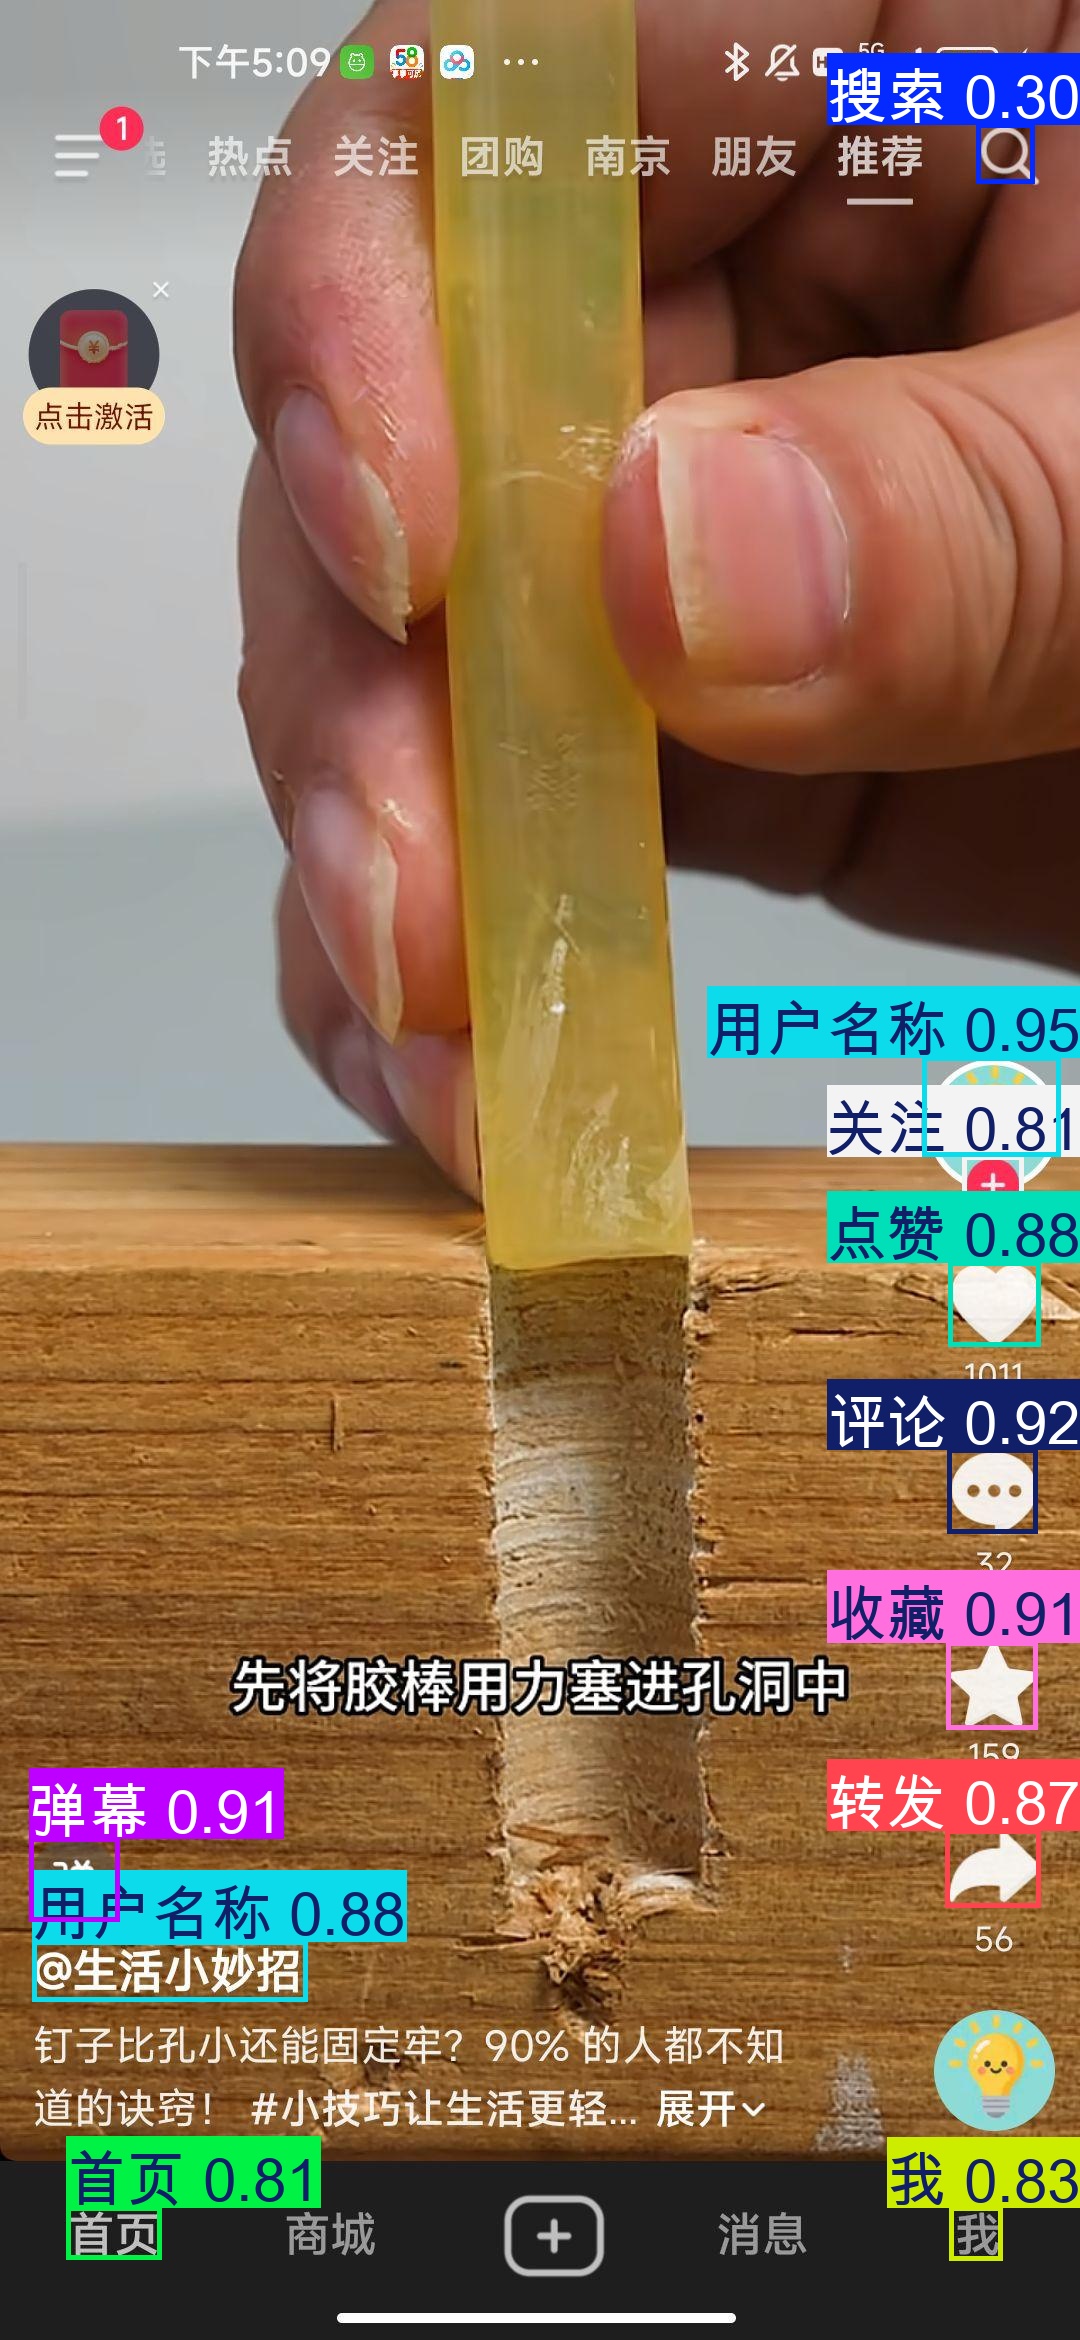 下午5:09
58
5G
搜索 0.30
1
热点 关注 团购 南京 朋友 推荐
点击激活
用户名称 0.95
关注 0.81
点赞 0.88
1011
评论 0.92
32
收藏 0.91
159
先将胶棒用力塞进孔洞中
弹幕 0.91
转发 0.87
用户名称 0.88
56
@生活小妙招
钉子比孔小还能固定牢？90% 的人都不知
道的诀窍！ #小技巧让生活更轻... 展开
首页 0.81
我 0.83
首页 商城 消息 我